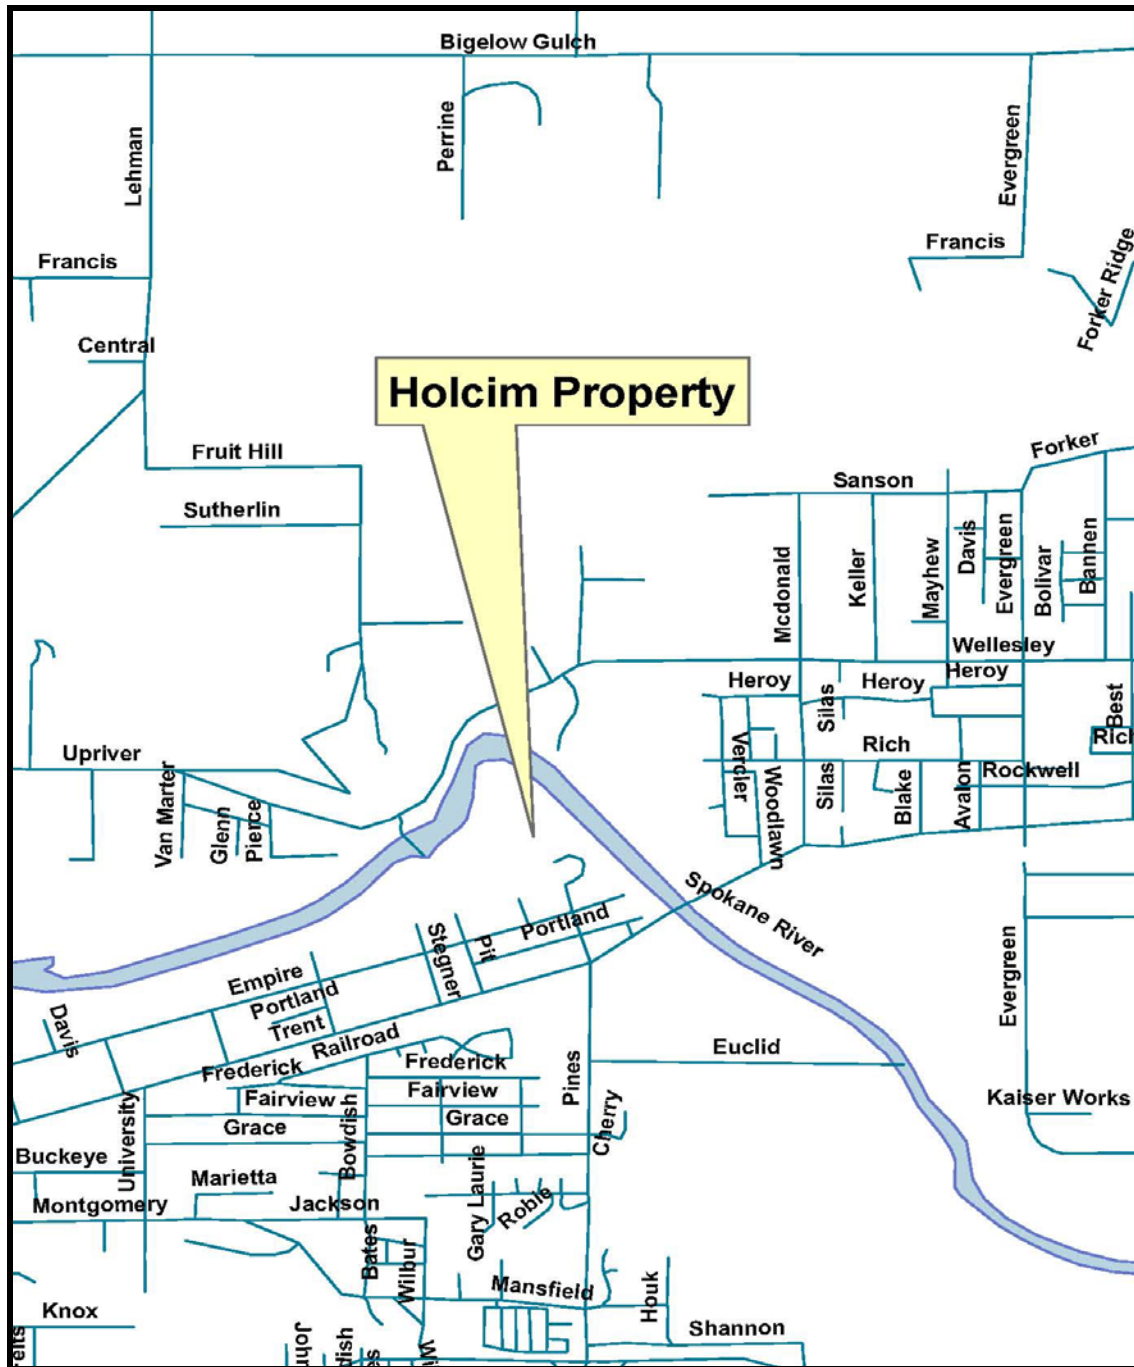 Bigelow Gulch
Lehman
Perrine
Evergreen
Francis
Francis
Forker Ridge
Central
Holcim Property
Fruit Hill
Forker
Sanson
Sutherlin
Mcdonald
Keller
Mayhew
Davis
Evergreen
Bolivar
Bannen
Wellesley
Heroy
Heroy
Heroy
Silas
Best
Upriver
Vercler
Rich
Rich
Van Marter
Glenn
Pierce
Woodlawn
Silas
Blake
Avalon
Rockwell
Spokane River
Portland
Stegner
Pit
Empire
Portland
Trent
Davis
Railroad
Evergreen
Frederick
Frederick
Euclid
Pines
Fairview
Fairview
Kaiser Works
University
Grace
Grace
Bowdish
Cherry
Buckeye
Marietta
Gary Laurie
Montgomery
Jackson
Robie
Bates
Wilbur
Mansfield
Houk
Knox
Shannon